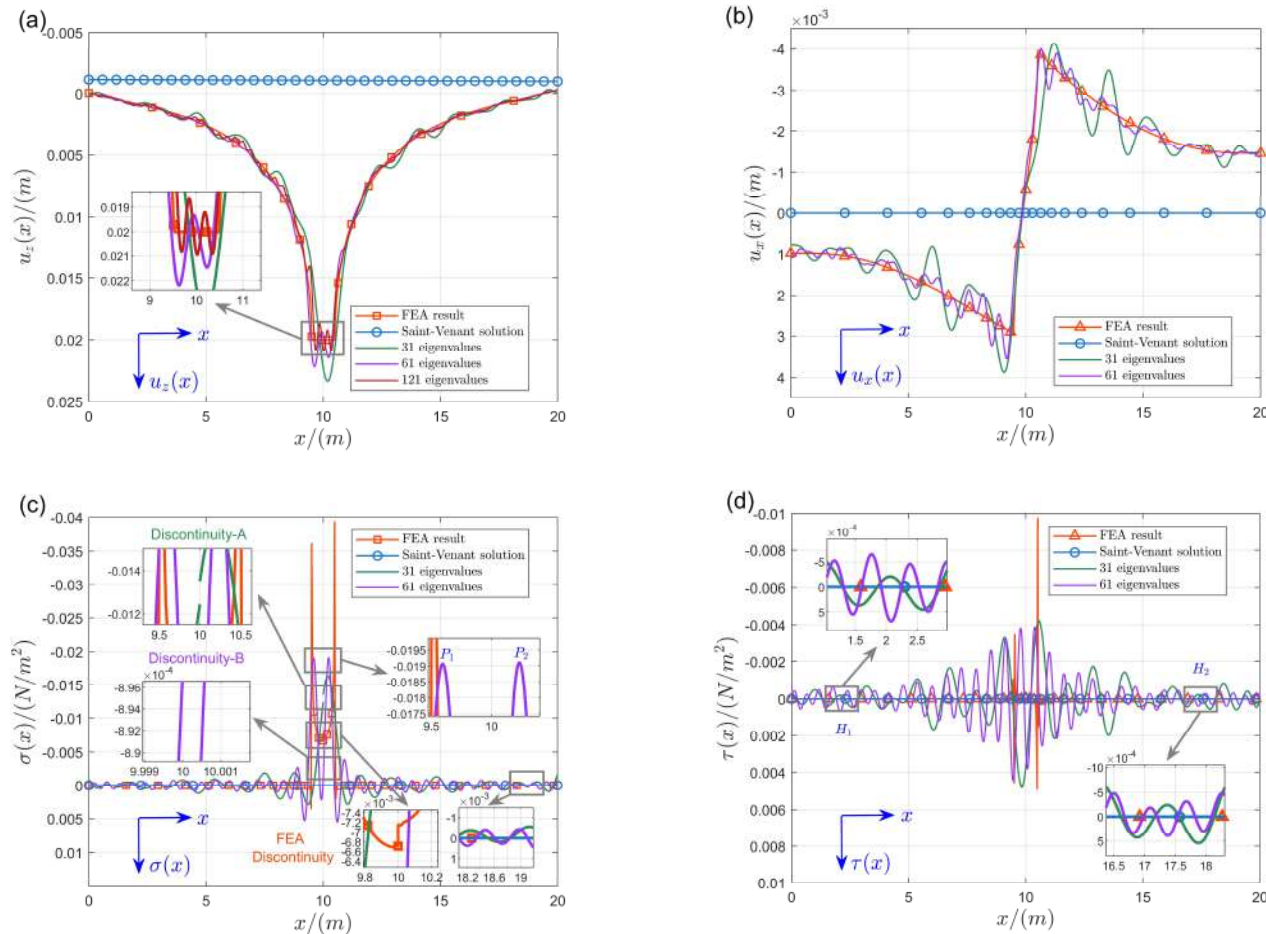 (a)
-0.005
0
0.005
0.01
0.015
0.02
0.025
u_z(x)/(m)
0.019
0.02
0.021
0.022
9 10 11
x
u_z(x)
FEA result
Saint-Venant solution
31 eigenvalues
61 eigenvalues
121 eigenvalues
0 5 10 15 20
x/(m)
(b)
×10⁻³
-4
-3
-2
-1
0
1
2
3
4
u_x(x)/(m)
x
u_x(x)
FEA result
Saint-Venant solution
31 eigenvalues
61 eigenvalues
0 5 10 15 20
x/(m)
(c)
-0.04
-0.035
-0.03
-0.025
-0.02
-0.015
-0.01
-0.005
0
0.005
0.01
σ(x)/(N/m²)
Discontinuity-A
-0.014
-0.012
9.5 10 10.5
Discontinuity-B
×10⁻⁴
-8.96
-8.94
-8.92
-8.9
9.999 10 10.001
FEA result
Saint-Venant solution
31 eigenvalues
61 eigenvalues
-0.0195
-0.019
-0.0185
-0.018
-0.0175
P₁ P₂
9.5 10
FEA
Discontinuity
×10⁻³
-7.4
-7.2
-7
-6.8
-6.6
-6.4
9.8 10 10.2
×10⁻³
-1
0
1
18.2 18.6 19
x
σ(x)
0 5 10 15 20
x/(m)
(d)
-0.01
-0.008
-0.006
-0.004
-0.002
0
0.002
0.004
0.006
0.008
0.01
τ(x)/(N/m²)
×10⁻⁴
-5
0
5
1.5 2 2.5
FEA result
Saint-Venant solution
31 eigenvalues
61 eigenvalues
H₁
H₂
×10⁻⁴
-10
-5
0
5
16.5 17 17.5 18
x
τ(x)
0 5 10 15 20
x/(m)